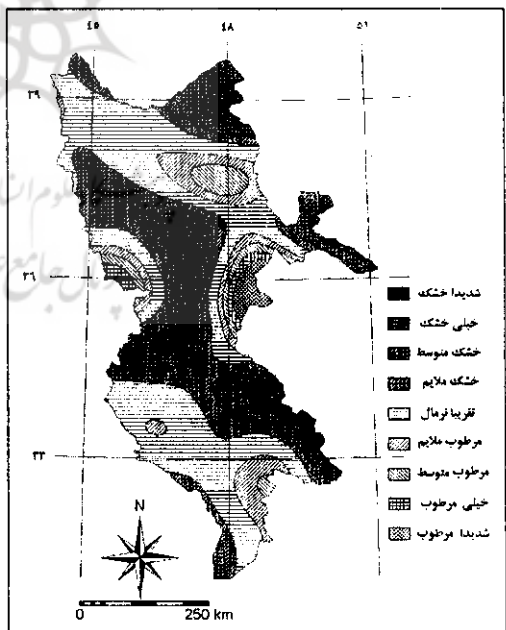 ۴۵ ۴۸ ۵۱
۳۹
۳۶
۳۳
شدیدا خشک
خیلی خشک
خشک متوسط
خشک ملایم
تقریبا نرمال
مرطوب ملایم
مرطوب متوسط
خیلی مرطوب
شدیدا مرطوب
N
0 250 km